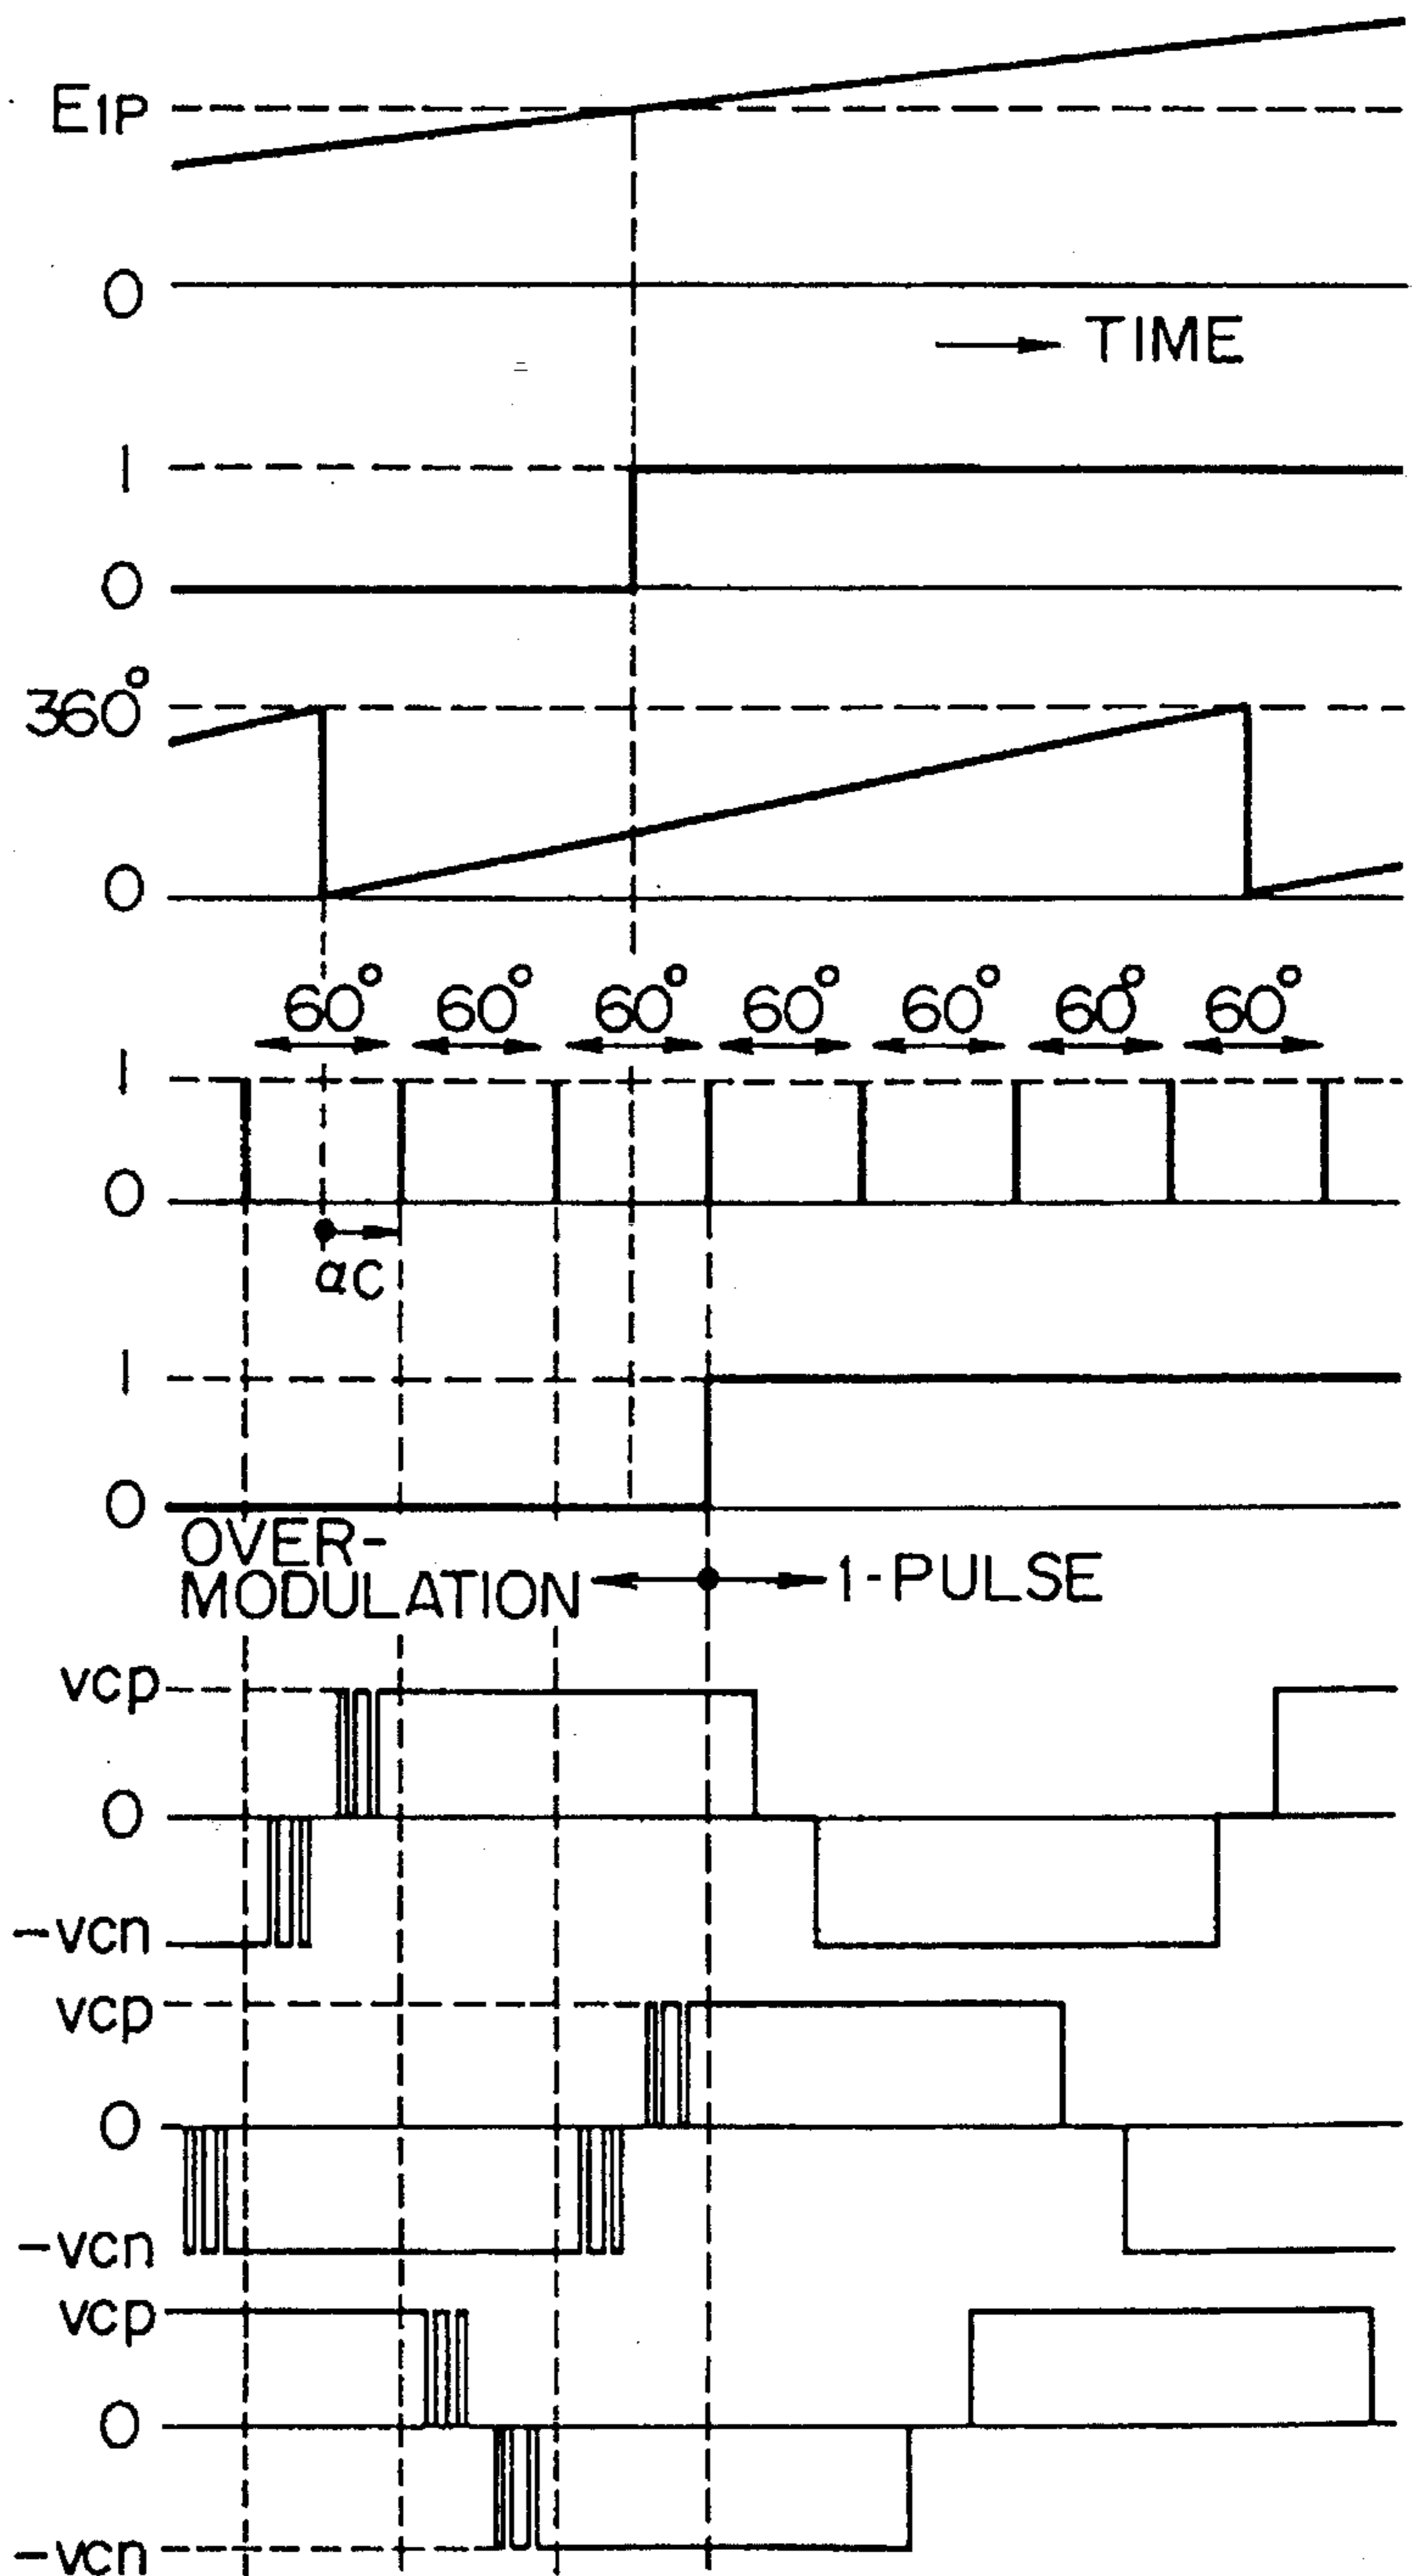 E1P
0
→ TIME
1
0
360°
0
60° 60° 60° 60° 60° 60° 60°
1
0
αC
1
0
OVER-
MODULATION
1-PULSE
vcp
0
-vcn
vcp
0
-vcn
vcp
0
-vcn